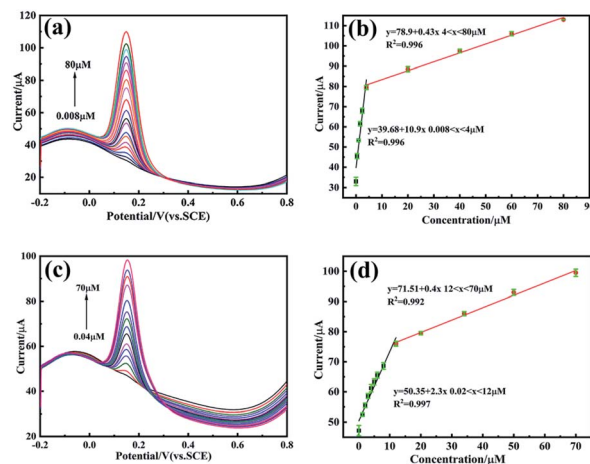 (a)
80μM
0.008μM
Current/μA
100
80
60
40
20
-0.2 0.0 0.2 0.4 0.6 0.8
Potential/V(vs.SCE)
(b)
y=78.9+0.43x 4<x<80μM
R²=0.996
y=39.68+10.9x 0.008<x<4μM
R²=0.996
Current/μA
110
100
90
80
70
60
50
40
30
0 20 40 60 80
Concentration/μM
(c)
70μM
0.04μM
Current/μA
100
80
60
40
20
-0.2 0.0 0.2 0.4 0.6 0.8
Potential/V(vs.SCE)
(d)
y=71.51+0.4x 12<x<70μM
R²=0.992
y=50.35+2.3x 0.02<x<12μM
R²=0.997
Current/μA
100
90
80
70
60
50
0 10 20 30 40 50 60 70
Concentration/μM